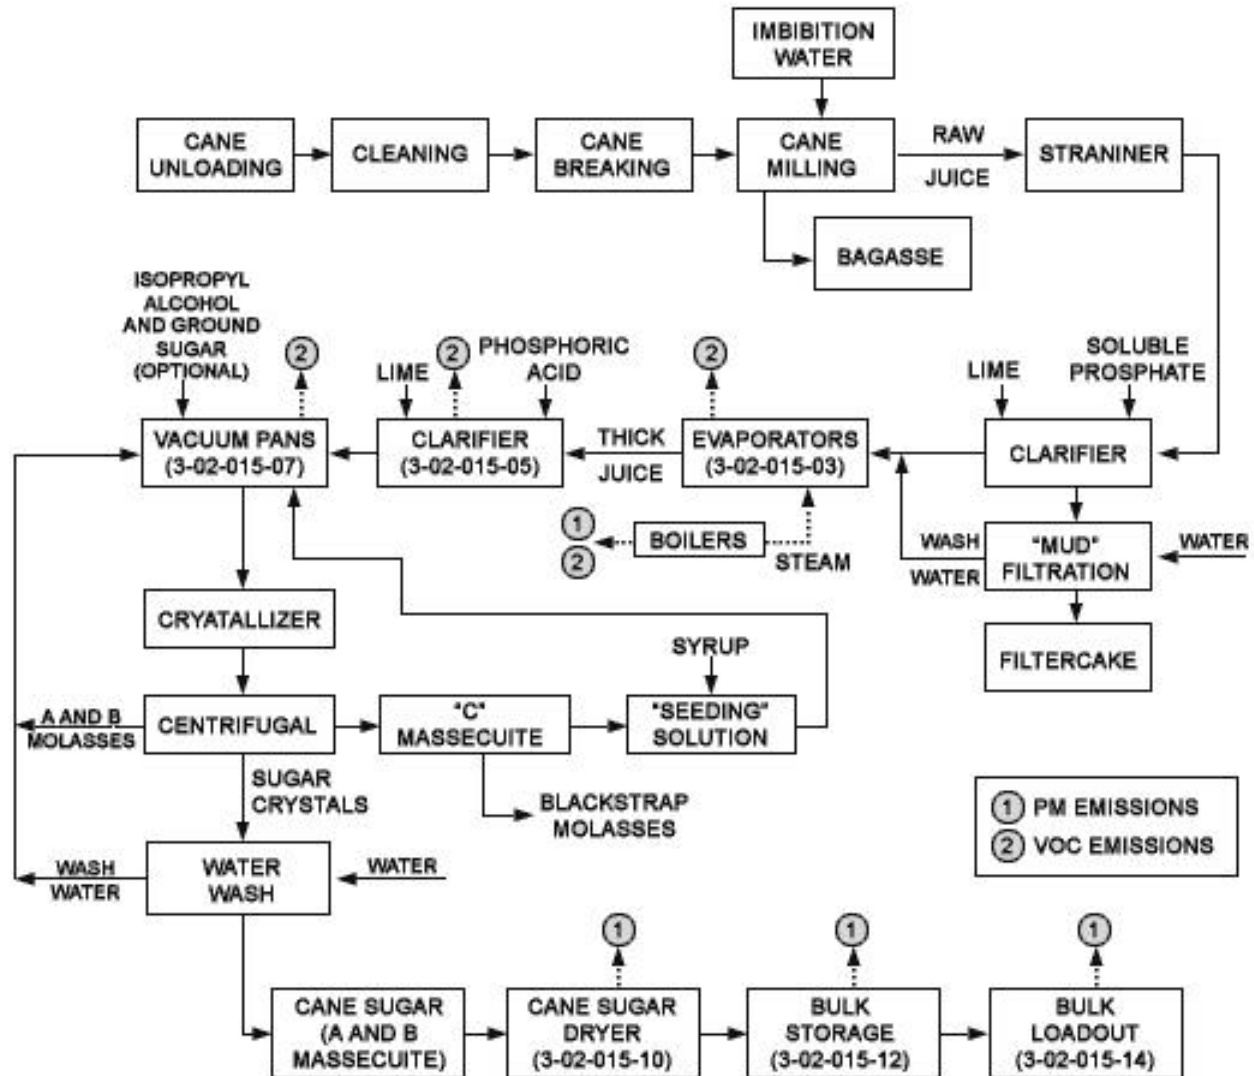 IMBIBITION
WATER
CANE
UNLOADING
CLEANING
CANE
BREAKING
CANE
MILLING
RAW
JUICE
STRANINER
BAGASSE
ISOPROPYL
ALCOHOL
AND GROUND
SUGAR
(OPTIONAL)
2
LIME
2
PHOSPHORIC
ACID
2
LIME
SOLUBLE
PROSPHATE
VACUUM PANS
(3-02-015-07)
CLARIFIER
(3-02-015-05)
THICK
JUICE
EVAPORATORS
(3-02-015-03)
CLARIFIER
1
2
BOILERS
STEAM
WASH
WATER
"MUD"
FILTRATION
WATER
CRYATALLIZER
SYRUP
FILTERCAKE
A AND B
MOLASSES
CENTRIFUGAL
"C"
MASSECUITE
"SEEDING"
SOLUTION
SUGAR
CRYSTALS
BLACKSTRAP
MOLASSES
1 PM EMISSIONS
2 VOC EMISSIONS
WASH
WATER
WATER
WASH
WATER
1
1
1
CANE SUGAR
(A AND B
MASSECUITE)
CANE SUGAR
DRYER
(3-02-015-10)
BULK
STORAGE
(3-02-015-12)
BULK
LOADOUT
(3-02-015-14)